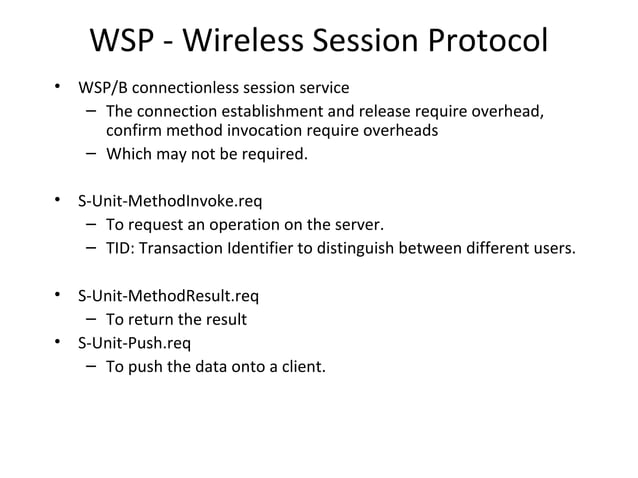 WSP - Wireless Session Protocol
• WSP/B connectionless session service
– The connection establishment and release require overhead,
confirm method invocation require overheads
– Which may not be required.
• S-Unit-MethodInvoke.req
– To request an operation on the server.
– TID: Transaction Identifier to distinguish between different users.
• S-Unit-MethodResult.req
– To return the result
• S-Unit-Push.req
– To push the data onto a client.